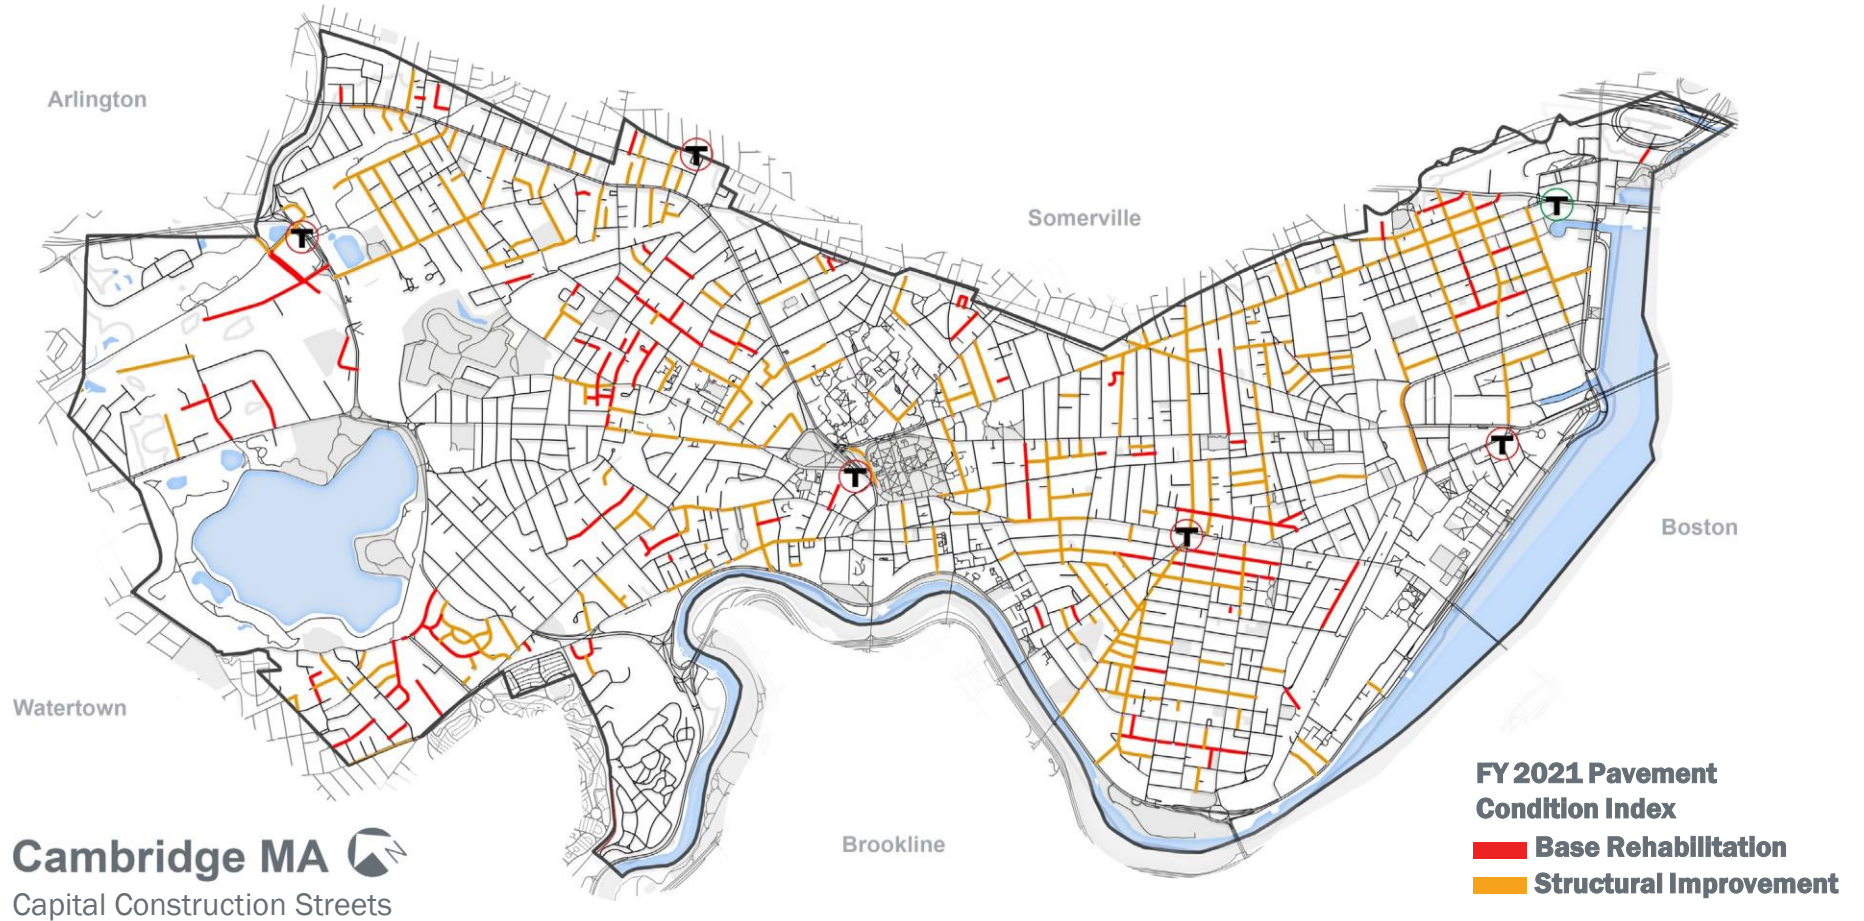 Arlington
Somerville
Boston
Watertown
Brookline
FY 2021 Pavement
Condition Index
Base Rehabilitation
Structural Improvement
Cambridge MA N
Capital Construction Streets
T
T
T
T
T
T